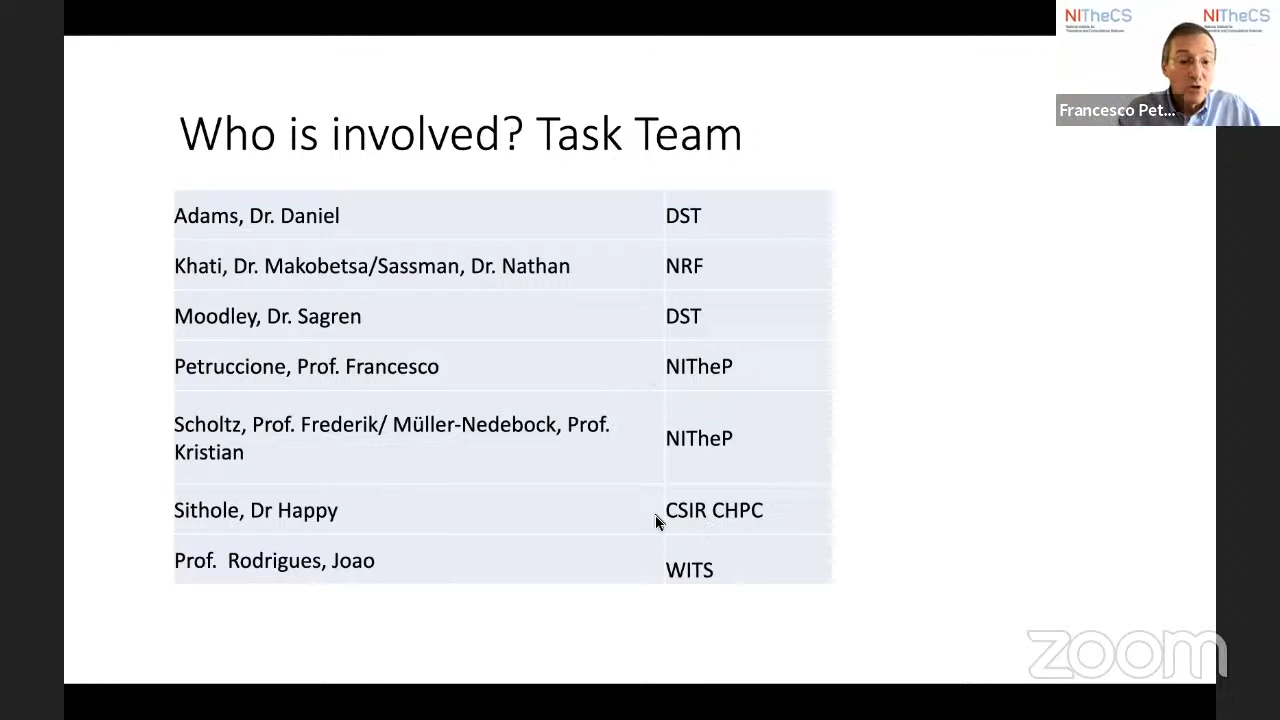 NITheCS
NITheCS
Francesco Pet...
Who is involved? Task Team
Adams, Dr. Daniel DST
Khati, Dr. Makobetsa/Sassman, Dr. Nathan NRF
Moodley, Dr. Sagren DST
Petruccione, Prof. Francesco NITheP
Scholtz, Prof. Frederik/ Müller-Nedebock, Prof.
Kristian NITheP
Sithole, Dr Happy CSIR CHPC
Prof. Rodrigues, Joao WITS
zoom